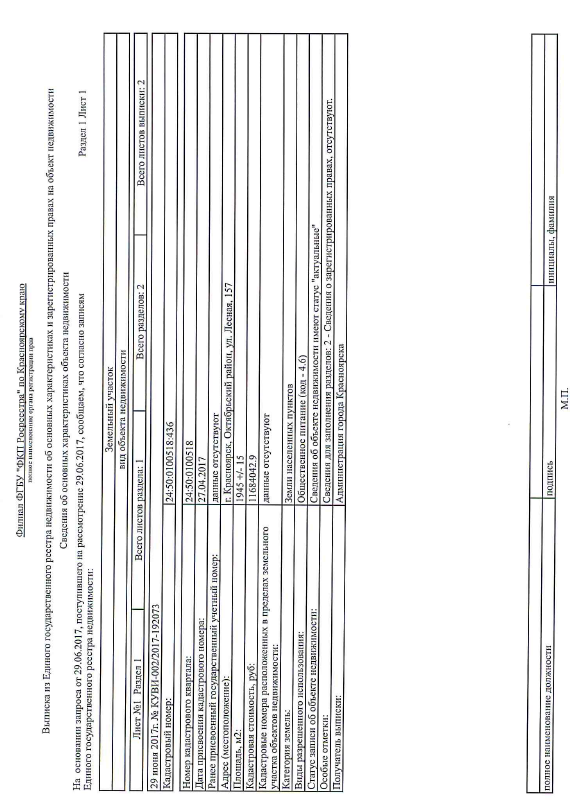 Филиал ФГБУ "ФКП Росреестра" по Красноярскому краю
полное наименование органа регистрации прав
Выписка из Единого государственного реестра недвижимости об основных характеристиках и зарегистрированных правах на объект недвижимости
Сведения об основных характеристиках объекта недвижимости
Раздел 1 Лист 1
На основании запроса от 29.06.2017, поступившего на рассмотрение 29.06.2017, сообщаем, что согласно записям
Единого государственного реестра недвижимости:
Земельный участок
вид объекта недвижимости
Лист №1 Раздел 1 Всего листов раздела: 1 Всего разделов: 2 Всего листов выписки: 2
29 июня 2017г. № КУВИ-002/2017-192073
Кадастровый номер: 24:50:0100518:436
Номер кадастрового квартала: 24:50:0100518
Дата присвоения кадастрового номера: 27.04.2017
Ранее присвоенный государственный учетный номер: данные отсутствуют
Адрес (местоположение): г. Красноярск, Октябрьский район, ул. Лесная, 157
Площадь, м2: 1945 +/- 15
Кадастровая стоимость, руб: 11684042.9
Кадастровые номера расположенных в пределах земельного
участка объектов недвижимости: данные отсутствуют
Категория земель: Земли населенных пунктов
Виды разрешенного использования: Общественное питание (код - 4.6)
Статус записи об объекте недвижимости: Сведения об объекте недвижимости имеют статус "актуальные"
Особые отметки: Сведения для заполнения разделов: 2 - Сведения о зарегистрированных правах, отсутствуют.
Получатель выписки: Администрация города Красноярска
полное наименование должности подпись инициалы, фамилия
М.П.